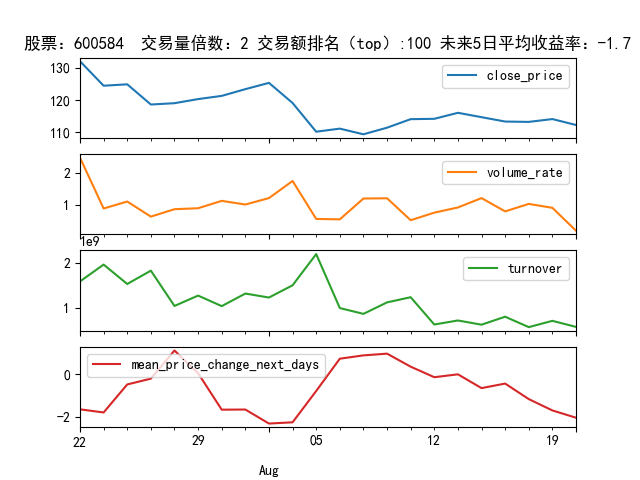 股票：600584 交易量倍数：2 交易额排名（top）:100 未来5日平均收益率：-1.7
130
120
110
close_price
2
1
volume_rate
1e9
2
1
turnover
0
-2
mean_price_change_next_days
22
29
05
12
19
Aug